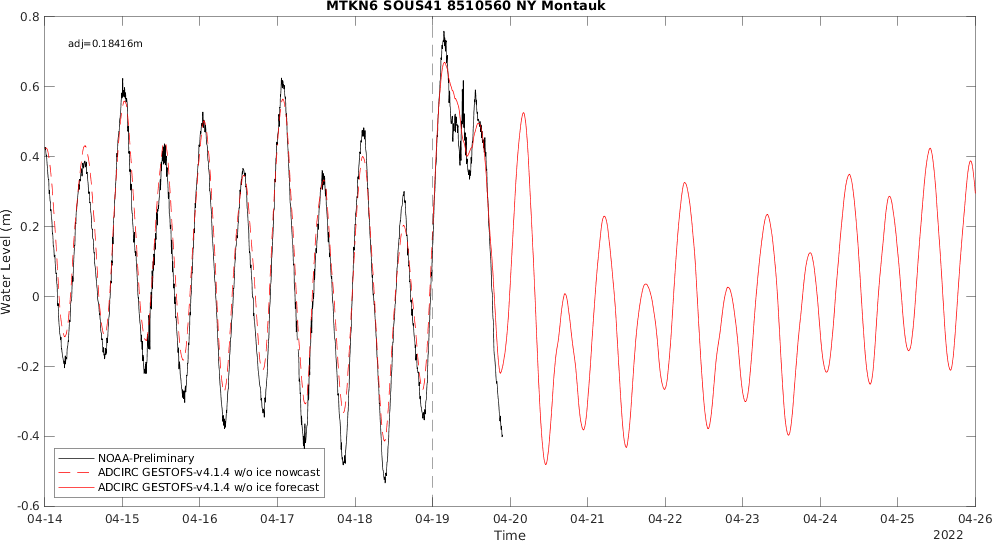 MTKN6 SOUS41 8510560 NY Montauk
adj=0.18416m
0.8
0.6
0.4
0.2
0
-0.2
-0.4
-0.6
Water Level (m)
NOAA-Preliminary
ADCIRC GESTOFS-v4.1.4 w/o ice nowcast
ADCIRC GESTOFS-v4.1.4 w/o ice forecast
04-14 04-15 04-16 04-17 04-18 04-19 04-20 04-21 04-22 04-23 04-24 04-25 04-26
Time
2022